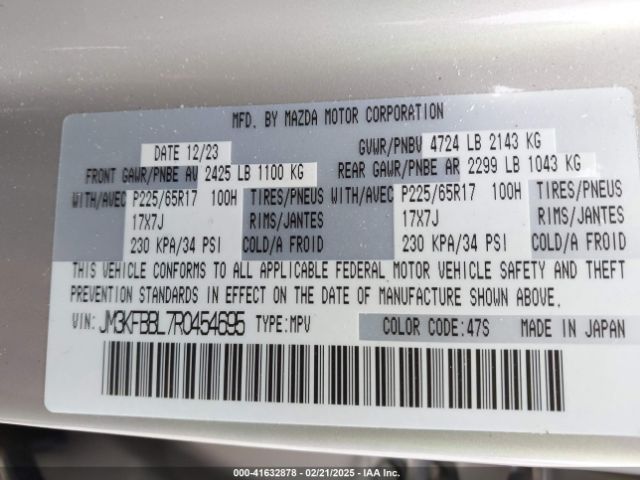 MFD. BY MAZDA MOTOR CORPORATION
DATE 12/23 GVWR/PNBV 4724 LB 2143 KG
FRONT GAWR/PNBE AV 2425 LB 1100 KG REAR GAWR/PNBE AR 2299 LB 1043 KG
WITH/AVEC P225/65R17 100H TIRES/PNEUS WITH/AVEC P225/65R17 100H TIRES/PNEUS
17X7J RIMS/JANTES 17X7J RIMS/JANTES
230 KPA/34 PSI COLD/A FROID 230 KPA/34 PSI COLD/A FROID
THIS VEHICLE CONFORMS TO ALL APPLICABLE FEDERAL MOTOR VEHICLE SAFETY AND THEFT
PREVENTION STANDARDS IN EFFECT ON THE DATE OF MANUFACTURE SHOWN ABOVE.
VIN: JM3KFBBL7R0454695 TYPE:MPV COLOR CODE:47S MADE IN JAPAN
000-41632878 - 02/21/2025 - IAA Inc.